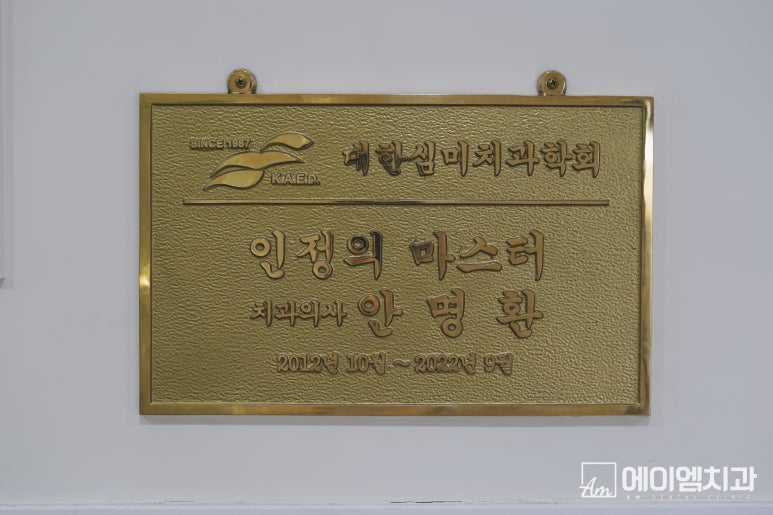 SINCE 1987
K.A.E.D.
대한심미치과학회
인정의 마스터
치과의사 안명환
2012년 10월 ~ 2022년 9월
Am 에이엠치과
AM DENTAL CLINIC